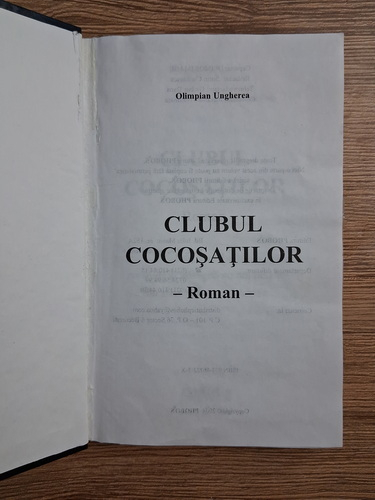 Olimpian Ungherea
CLUBUL
COCOŞAŢILOR
– Roman –